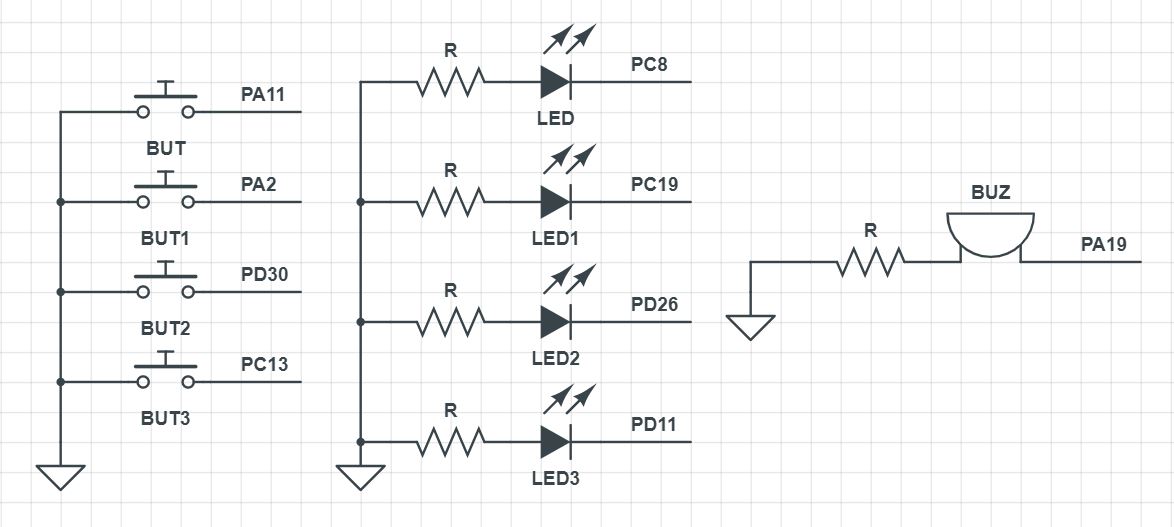 PA11
BUT
PA2
BUT1
PD30
BUT2
PC13
BUT3
R
PC8
LED
R
PC19
LED1
R
PD26
LED2
R
PD11
LED3
BUZ
R
PA19